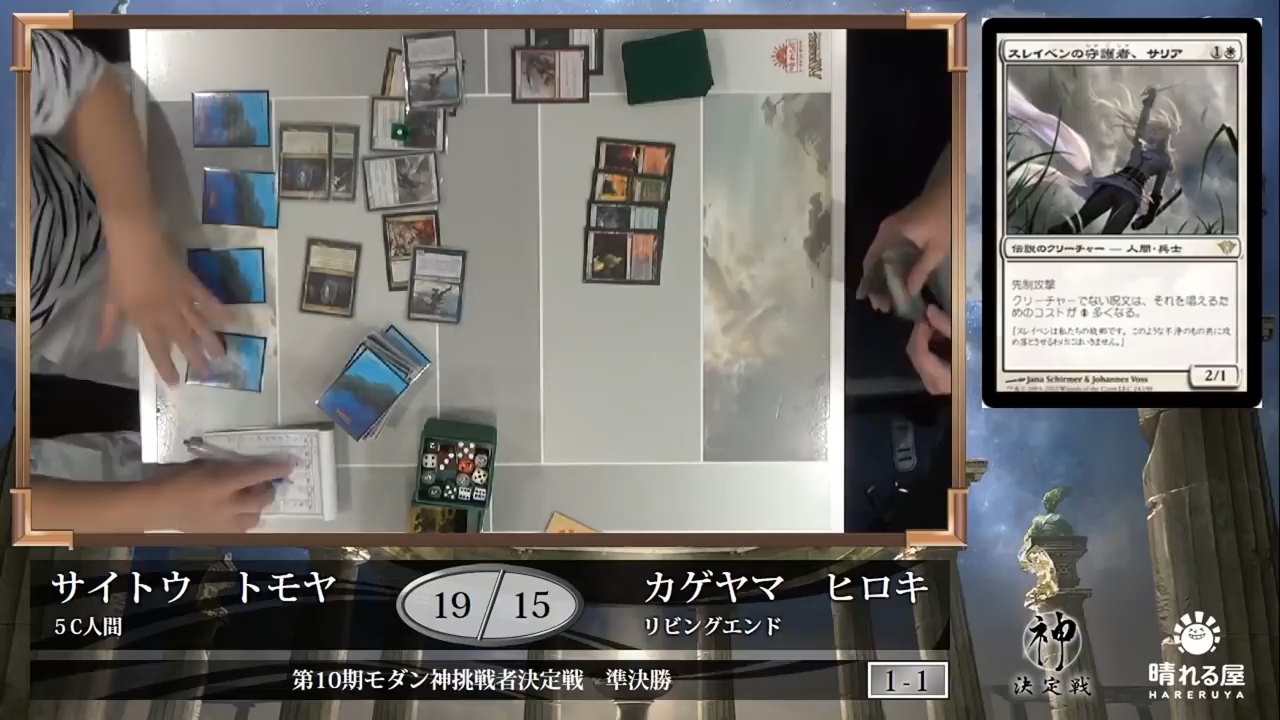 スレイベンの守護者、サリア
伝説のクリーチャー — 人間・兵士
先制攻撃
クリーチャーでない呪文は、それを唱えるた
めのコストが①多くなる。
Jana Schirmer & Johannes Voss
2/1
サイトウ　トモヤ
５C人間
19 / 15
カゲヤマ　ヒロキ
リビングエンド
第10期モダン神挑戦者決定戦　準決勝
1-1
神
決定戦
晴れる屋
HARERUYA